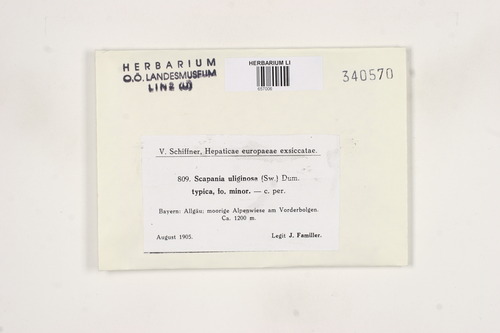 HERBARIUM
O.Ö. LANDESMUSEUM
LINZ (LI)
HERBARIUM LI
697006
340570
V. Schiffner, Hepaticae europaeae exsiccatae.
809. Scapania uliginosa (Sw.) Dum.
typica, fo. minor. — c. per.
Bayern: Allgäu; moorige Alpenwiese am Vorderbolgen.
Ca. 1200 m.
August 1905. Legit J. Familler.